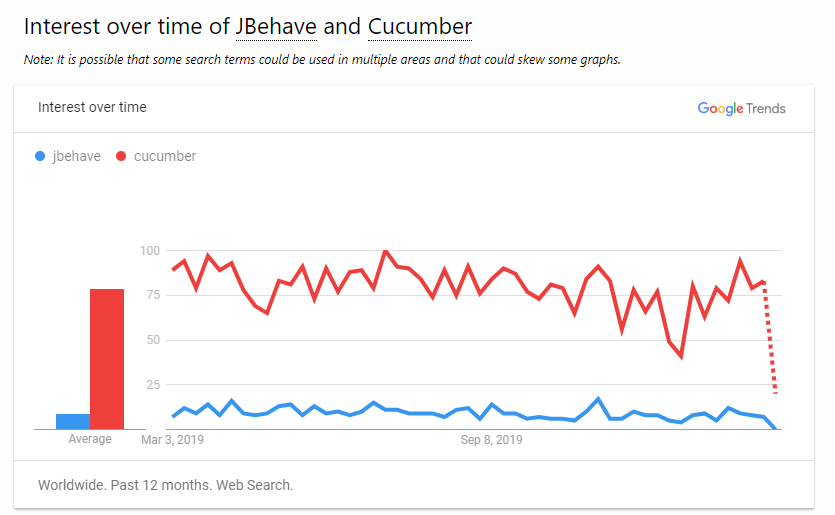 Interest over time of JBehave and Cucumber
Note: It is possible that some search terms could be used in multiple areas and that could skew some graphs.
Interest over time
Google Trends
jbehave
cucumber
100
75
50
25
Average
Mar 3, 2019
Sep 8, 2019
Worldwide. Past 12 months. Web Search.